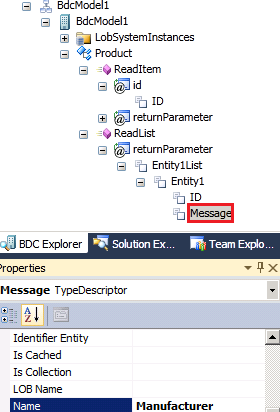 BdcModel1
BdcModel1
LobSystemInstances
Product
ReadItem
id
ID
returnParameter
ReadList
returnParameter
Entity1List
Entity1
ID
Message
BDC Explorer Solution Ex... Team Explo...
Properties
Message TypeDescriptor
Identifier Entity
Is Cached
Is Collection
LOB Name
Name Manufacturer